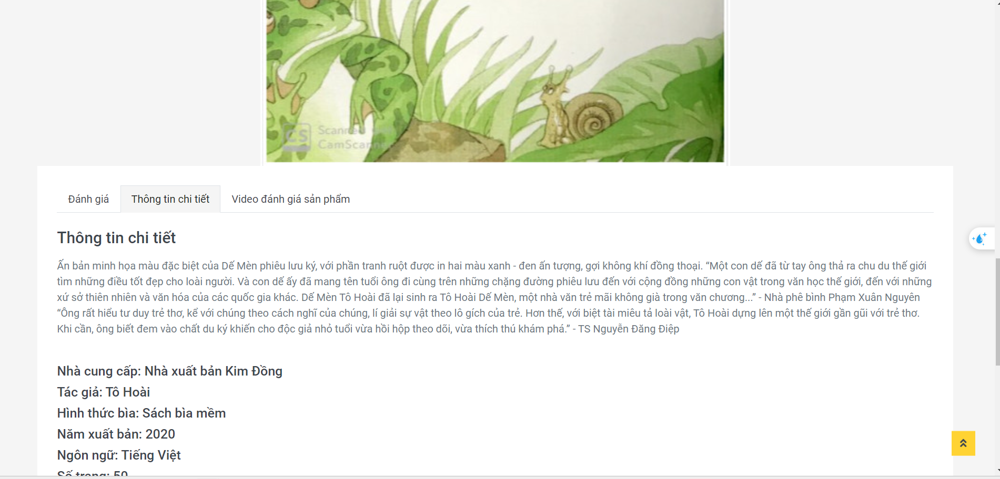 CS Scanned with
CamScanner
Đánh giá
Thông tin chi tiết
Video đánh giá sản phẩm
Thông tin chi tiết
Ấn bản minh họa màu đặc biệt của Dế Mèn phiêu lưu ký, với phần tranh ruột được in hai màu xanh - đen ấn tượng, gợi không khí đồng thoại. “Một con dế đã từ tay ông thả ra chu du thế giới
tìm những điều tốt đẹp cho loài người. Và con dế ấy đã mang tên tuổi ông đi cùng trên những chặng đường phiêu lưu đến với cộng đồng những con vật trong văn học thế giới, đến với những
xứ sở thiên nhiên và văn hóa của các quốc gia khác. Dế Mèn Tô Hoài đã lại sinh ra Tô Hoài Dế Mèn, một nhà văn trẻ mãi không già trong văn chương...” - Nhà phê bình Phạm Xuân Nguyên
“Ông rất hiểu tư duy trẻ thơ, kể với chúng theo cách nghĩ của chúng, lí giải sự vật theo lô gích của trẻ. Hơn thế, với biệt tài miêu tả loài vật, Tô Hoài dựng lên một thế giới gần gũi với trẻ thơ.
Khi cần, ông biết đem vào chất du ký khiến cho độc giả nhỏ tuổi vừa hồi hộp theo dõi, vừa thích thú khám phá.” - TS Nguyễn Đăng Điệp
Nhà cung cấp: Nhà xuất bản Kim Đồng
Tác giả: Tô Hoài
Hình thức bìa: Sách bìa mềm
Năm xuất bản: 2020
Ngôn ngữ: Tiếng Việt
Số trang: 50